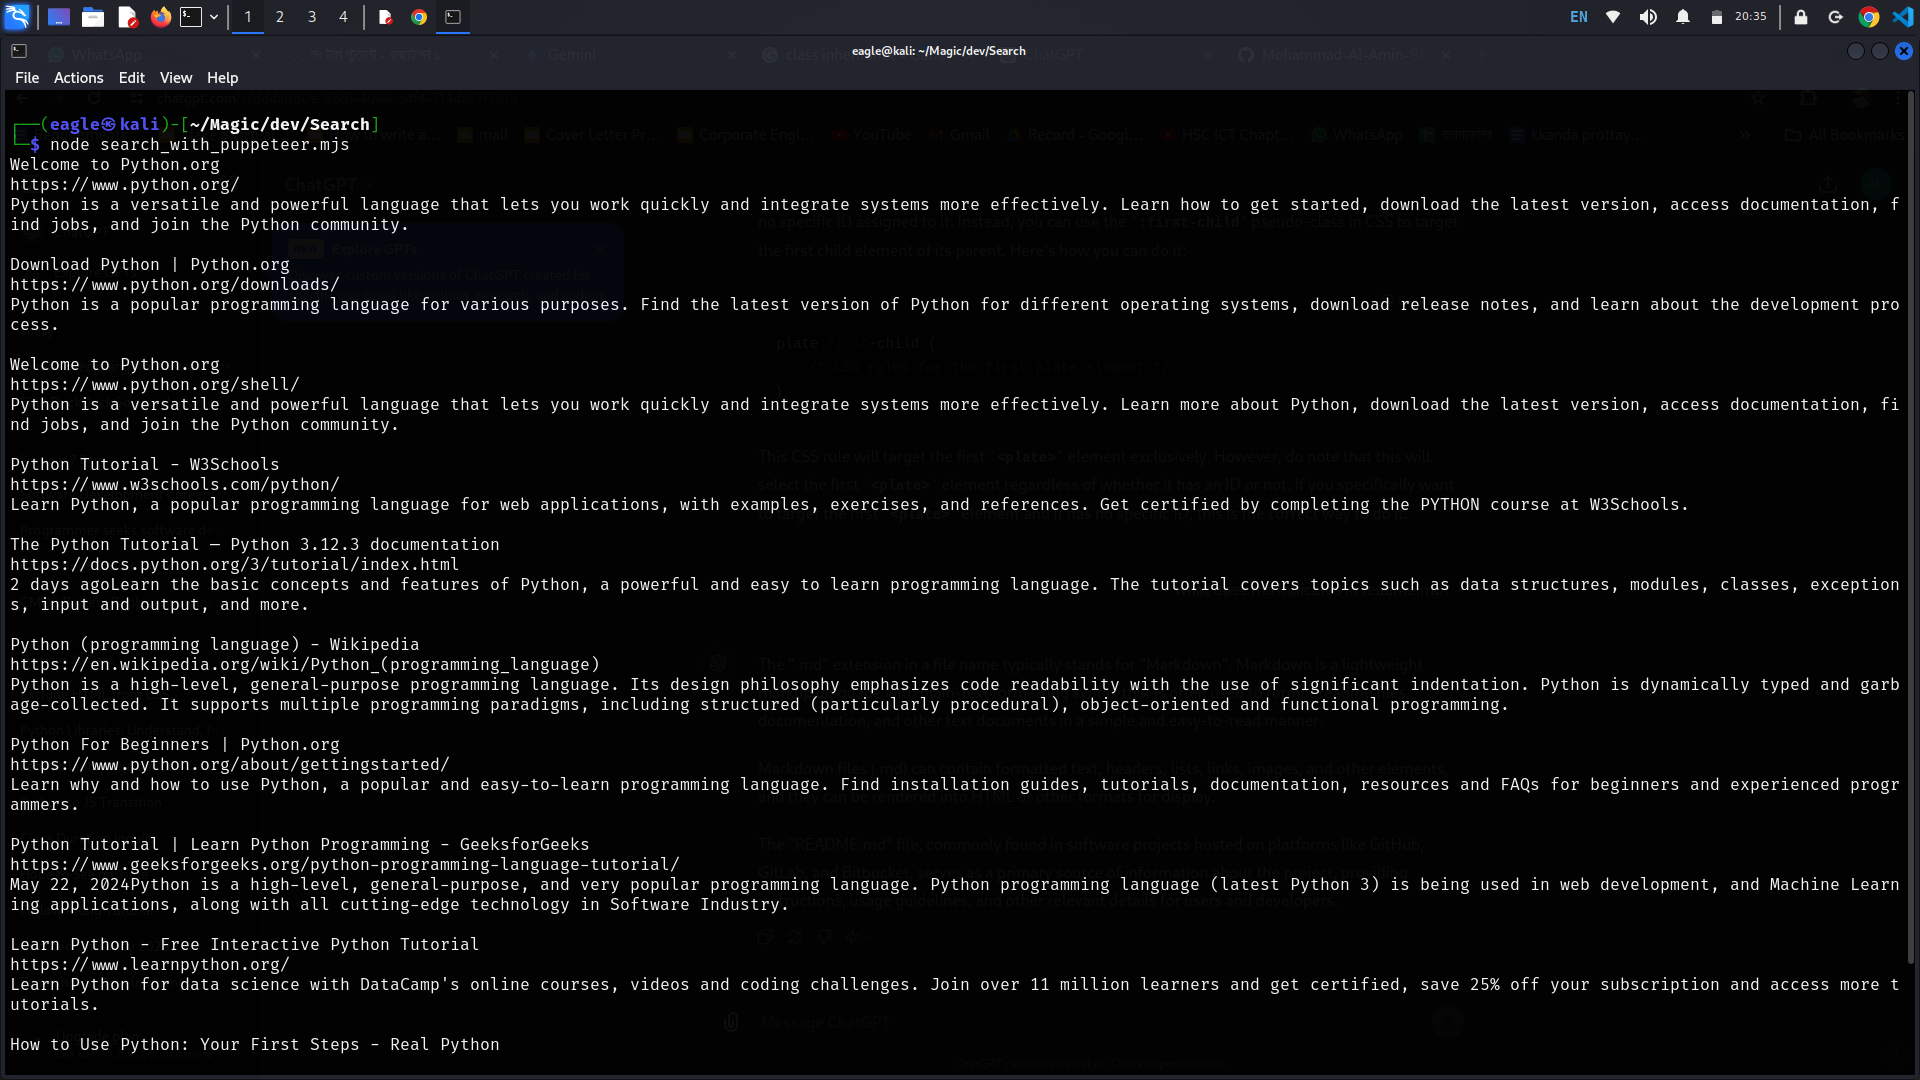 1 2 3 4
EN 20:35
eagle@kali: ~/Magic/dev/Search
WhatsApp
Gemini
ChatGPT
File Actions Edit View Help
┌──(eagle㉿kali)-[~/Magic/dev/Search]
└─$ node search_with_puppeteer.mjs
Welcome to Python.org
https://www.python.org/
Python is a versatile and powerful language that lets you work quickly and integrate systems more effectively. Learn how to get started, download the latest version, access documentation, f
ind jobs, and join the Python community.
Download Python | Python.org
https://www.python.org/downloads/
Python is a popular programming language for various purposes. Find the latest version of Python for different operating systems, download release notes, and learn about the development pro
cess.
Welcome to Python.org
https://www.python.org/shell/
Python is a versatile and powerful language that lets you work quickly and integrate systems more effectively. Learn more about Python, download the latest version, access documentation, fi
nd jobs, and join the Python community.
Python Tutorial - W3Schools
https://www.w3schools.com/python/
Learn Python, a popular programming language for web applications, with examples, exercises, and references. Get certified by completing the PYTHON course at W3Schools.
The Python Tutorial — Python 3.12.3 documentation
https://docs.python.org/3/tutorial/index.html
2 days agoLearn the basic concepts and features of Python, a powerful and easy to learn programming language. The tutorial covers topics such as data structures, modules, classes, exception
s, input and output, and more.
Python (programming language) - Wikipedia
https://en.wikipedia.org/wiki/Python_(programming_language)
Python is a high-level, general-purpose programming language. Its design philosophy emphasizes code readability with the use of significant indentation. Python is dynamically typed and garb
age-collected. It supports multiple programming paradigms, including structured (particularly procedural), object-oriented and functional programming.
Python For Beginners | Python.org
https://www.python.org/about/gettingstarted/
Learn why and how to use Python, a popular and easy-to-learn programming language. Find installation guides, tutorials, documentation, resources and FAQs for beginners and experienced progr
ammers.
Python Tutorial | Learn Python Programming - GeeksforGeeks
https://www.geeksforgeeks.org/python-programming-language-tutorial/
May 22, 2024Python is a high-level, general-purpose, and very popular programming language. Python programming language (latest Python 3) is being used in web development, and Machine Learn
ing applications, along with all cutting-edge technology in Software Industry.
Learn Python - Free Interactive Python Tutorial
https://www.learnpython.org/
Learn Python for data science with DataCamp's online courses, videos and coding challenges. Join over 11 million learners and get certified, save 25% off your subscription and access more t
utorials.
Message ChatGPT
How to Use Python: Your First Steps - Real Python